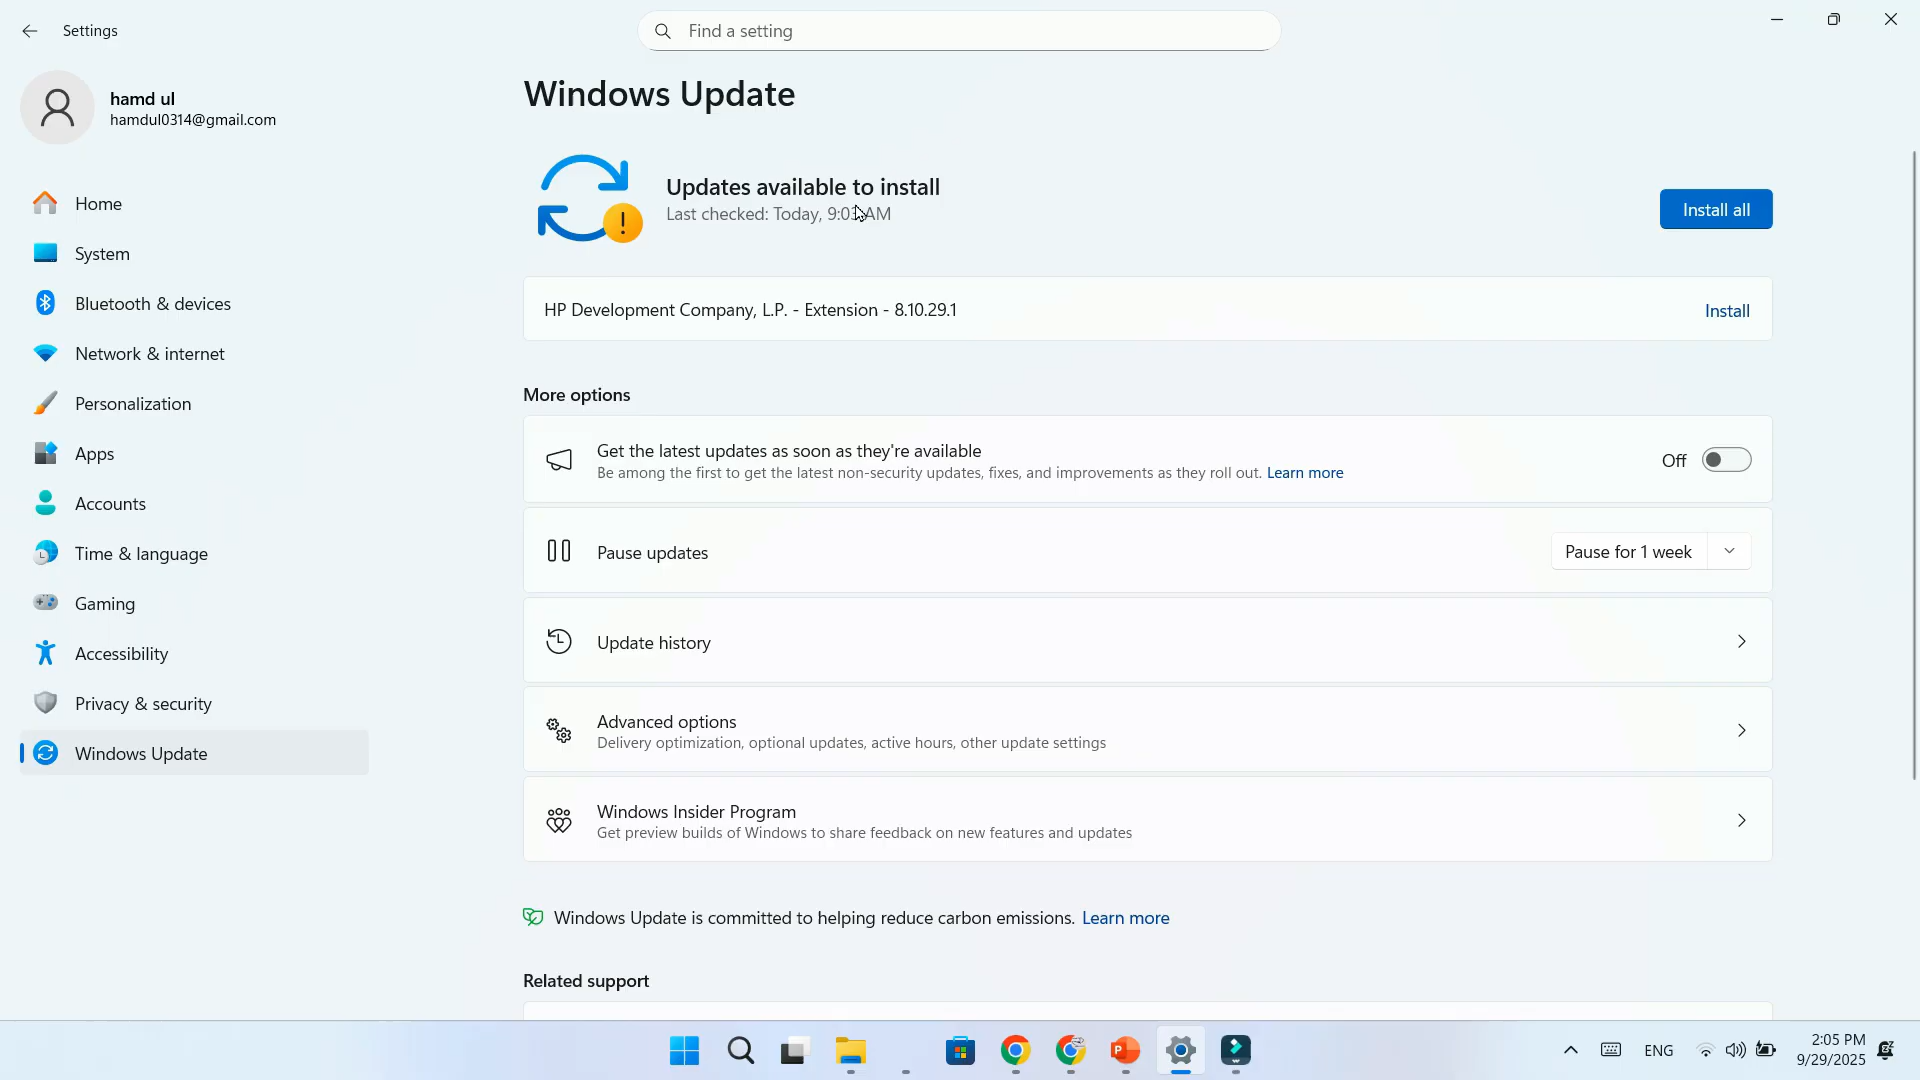 Settings
Find a setting
hamd ul
hamdul0314@gmail.com
Home
System
Bluetooth & devices
Network & internet
Personalization
Apps
Accounts
Time & language
Gaming
Accessibility
Privacy & security
Windows Update
Windows Update
Updates available to install
Last checked: Today, 9:03 AM
Install all
HP Development Company, L.P. - Extension - 8.10.29.1
Install
More options
Get the latest updates as soon as they're available
Be among the first to get the latest non-security updates, fixes, and improvements as they roll out. Learn more
Off
Pause updates
Pause for 1 week
Update history
Advanced options
Delivery optimization, optional updates, active hours, other update settings
Windows Insider Program
Get preview builds of Windows to share feedback on new features and updates
Windows Update is committed to helping reduce carbon emissions. Learn more
Related support
ENG
2:05 PM
9/29/2025